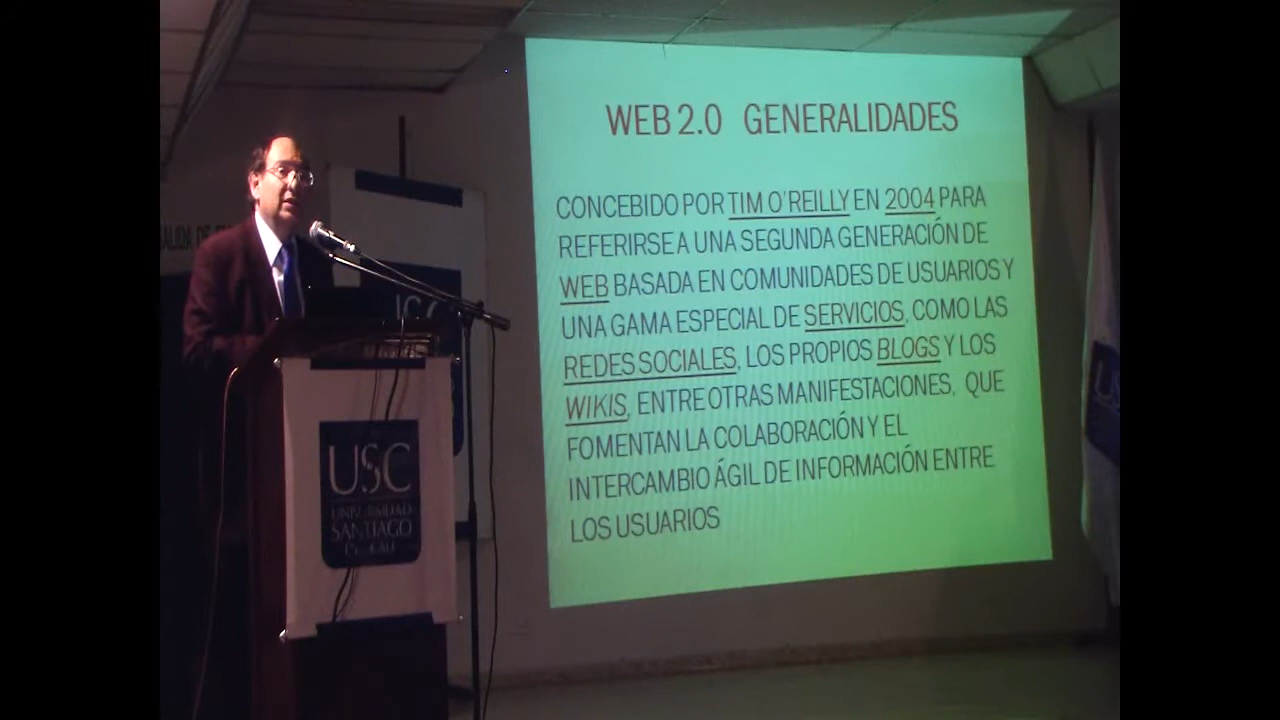 WEB 2.0 GENERALIDADES
CONCEBIDO POR TIM O'REILLY EN 2004 PARA
REFERIRSE A UNA SEGUNDA GENERACIÓN DE
WEB BASADA EN COMUNIDADES DE USUARIOS Y
UNA GAMA ESPECIAL DE SERVICIOS, COMO LAS
REDES SOCIALES, LOS PROPIOS BLOGS Y LOS
WIKIS, ENTRE OTRAS MANIFESTACIONES, QUE
FOMENTAN LA COLABORACIÓN Y EL
INTERCAMBIO ÁGIL DE INFORMACIÓN ENTRE
LOS USUARIOS
USC
UNIVERSIDAD
SANTIAGO
DE CALI